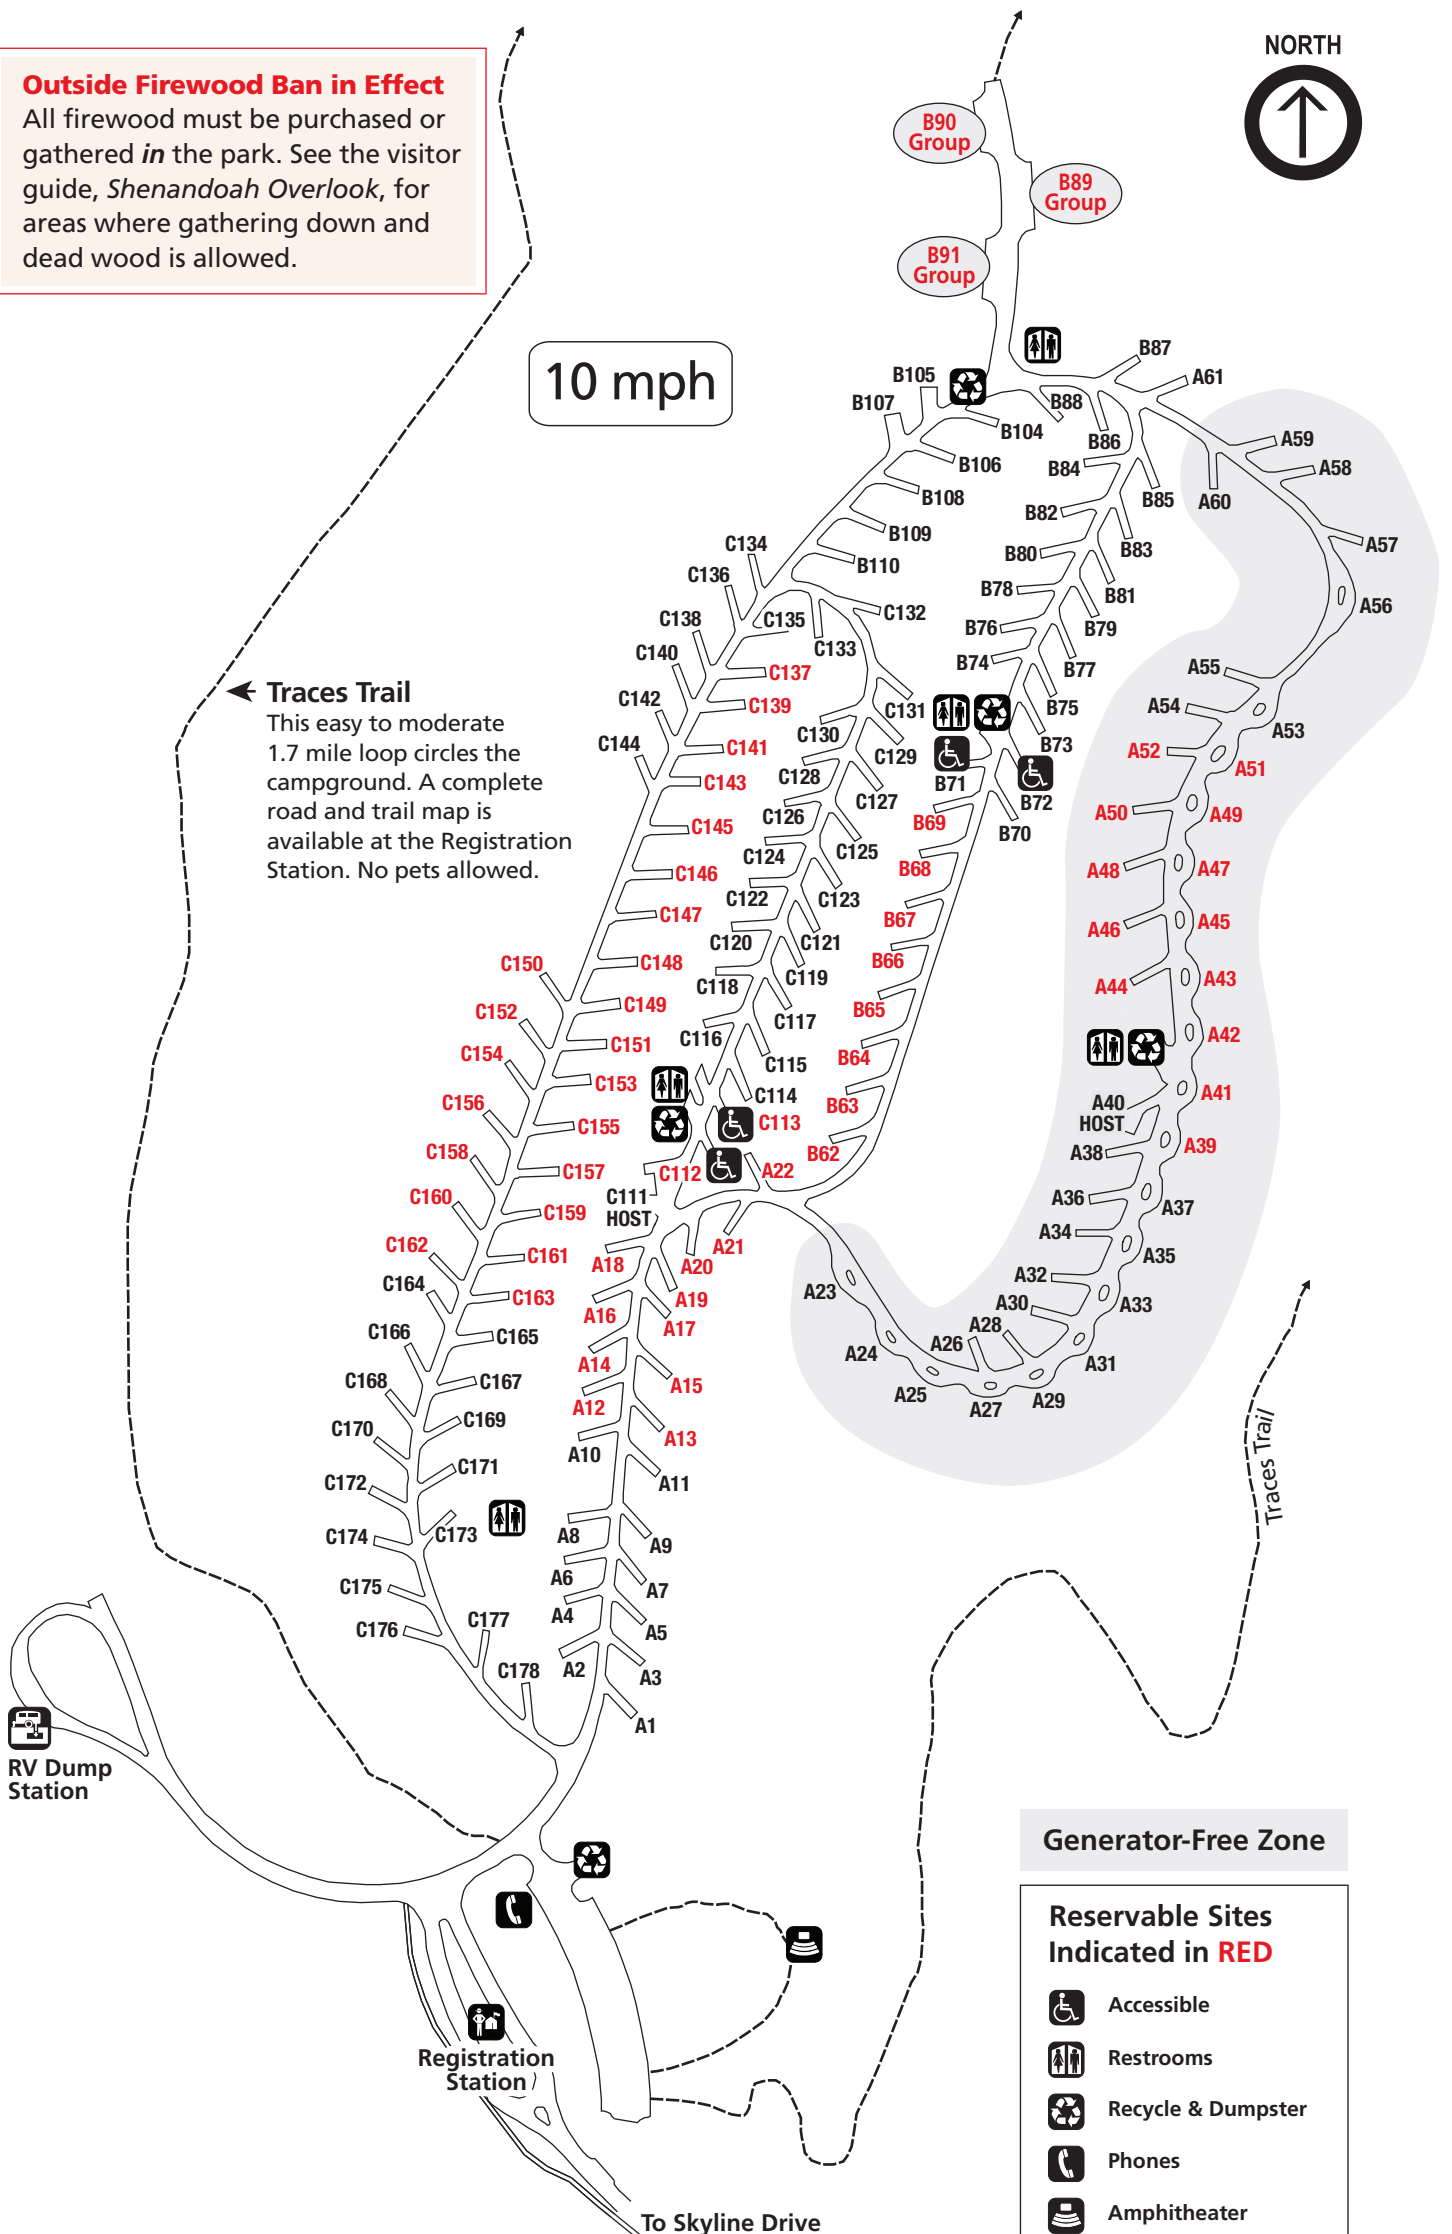 Outside Firewood Ban in Effect
All firewood must be purchased or
gathered in the park. See the visitor
guide, Shenandoah Overlook, for
areas where gathering down and
dead wood is allowed.
NORTH
B90
Group
B89
Group
B91
Group
10 mph
B87
A61
B105
B107
B88
B104
B86
A59
B106
B84
A58
B108
B85
A60
B82
B109
B83
A57
C134
B80
B110
C136
B78
B81
A56
C132
C138
C135
B76
B79
C133
C140
B74
B77
C137
A55
Traces Trail
This easy to moderate
1.7 mile loop circles the
campground. A complete
road and trail map is
available at the Registration
Station. No pets allowed.
C142
C139
C131
B75
A54
C130
A53
C144
C141
C129
B73
A52
A51
C128
B71
C143
C127
B72
A50
A49
C126
B69
B70
C145
C125
C124
B68
A48
A47
C146
C122
C123
C147
B67
A46
A45
C120
C121
C150
C148
B66
C118
C119
A44
A43
C152
C149
B65
C117
C116
A42
C154
C151
B64
C115
C153
C114
A41
C156
B63
A40
HOST
C155
C113
C158
B62
A39
A38
C157
C112
A22
C160
C111
HOST
A36
A37
C159
A34
C162
C161
A21
A18
A20
A35
C164
A32
A23
C163
A19
A33
A30
A16
A17
A28
C166
C165
A26
A24
A14
A31
C168
C167
A15
A25
A29
A27
A12
C169
C170
A13
A10
C171
A11
C172
Traces Trail
C174
C173
A8
A9
A6
C175
A7
A4
C177
C176
A5
C178
A2
A3
A1
RV Dump
Station
Generator-Free Zone
Reservable Sites
Indicated in RED
Accessible
Registration
Station
Restrooms
Recycle & Dumpster
Phones
Amphitheater
To Skyline Drive